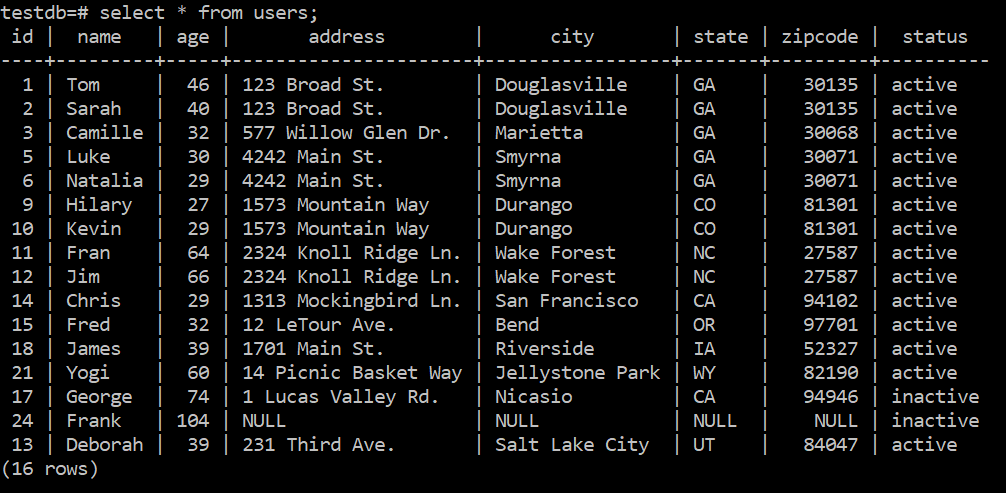 testdb=# select * from users;
 id |  name   | age |       address        |      city       | state | zipcode |  status
----+---------+-----+----------------------+-----------------+-------+---------+----------
  1 | Tom     |  46 | 123 Broad St.        | Douglasville    | GA    |   30135 | active
  2 | Sarah   |  40 | 123 Broad St.        | Douglasville    | GA    |   30135 | active
  3 | Camille |  32 | 577 Willow Glen Dr.  | Marietta        | GA    |   30068 | active
  5 | Luke    |  30 | 4242 Main St.        | Smyrna          | GA    |   30071 | active
  6 | Natalia |  29 | 4242 Main St.        | Smyrna          | GA    |   30071 | active
  9 | Hilary  |  27 | 1573 Mountain Way    | Durango         | CO    |   81301 | active
 10 | Kevin   |  29 | 1573 Mountain Way    | Durango         | CO    |   81301 | active
 11 | Fran    |  64 | 2324 Knoll Ridge Ln. | Wake Forest     | NC    |   27587 | active
 12 | Jim     |  66 | 2324 Knoll Ridge Ln. | Wake Forest     | NC    |   27587 | active
 14 | Chris   |  29 | 1313 Mockingbird Ln. | San Francisco   | CA    |   94102 | active
 15 | Fred    |  32 | 12 LeTour Ave.       | Bend            | OR    |   97701 | active
 18 | James   |  39 | 1701 Main St.        | Riverside       | IA    |   52327 | active
 21 | Yogi    |  60 | 14 Picnic Basket Way | Jellystone Park | WY    |   82190 | active
 17 | George  |  74 | 1 Lucas Valley Rd.   | Nicasio         | CA    |   94946 | inactive
 24 | Frank   | 104 | NULL                 | NULL            | NULL  |    NULL | inactive
 13 | Deborah |  39 | 231 Third Ave.       | Salt Lake City  | UT    |   84047 | active
(16 rows)